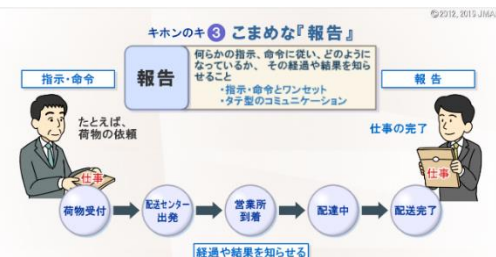 ©2012, 2015 JMA
キホンのキ 3 こまめな『報告』
指示・命令
報告
何らかの指示、命令に従い、どのように
なっているか、その経過や結果を知ら
せること
・指示・命令とワンセット
・タテ型のコミュニケーション
報告
たとえば、
荷物の依頼
仕事の完了
仕事
仕事
荷物受付
配送センター
出発
営業所
到着
配達中
配送完了
経過や結果を知らせる